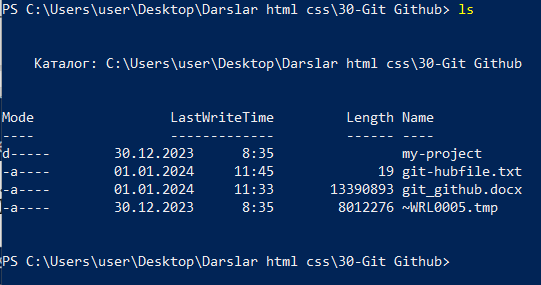 PS C:\Users\user\Desktop\Darslar html css\30-Git Github> ls
Каталог: C:\Users\user\Desktop\Darslar html css\30-Git Github
Mode LastWriteTime Length Name
---- ------------- ------ ----
d----- 30.12.2023 8:35 my-project
-a---- 01.01.2024 11:45 19 git-hubfile.txt
-a---- 01.01.2024 11:33 13390893 git_github.docx
-a---- 30.12.2023 8:35 8012276 ~WRL0005.tmp
PS C:\Users\user\Desktop\Darslar html css\30-Git Github>